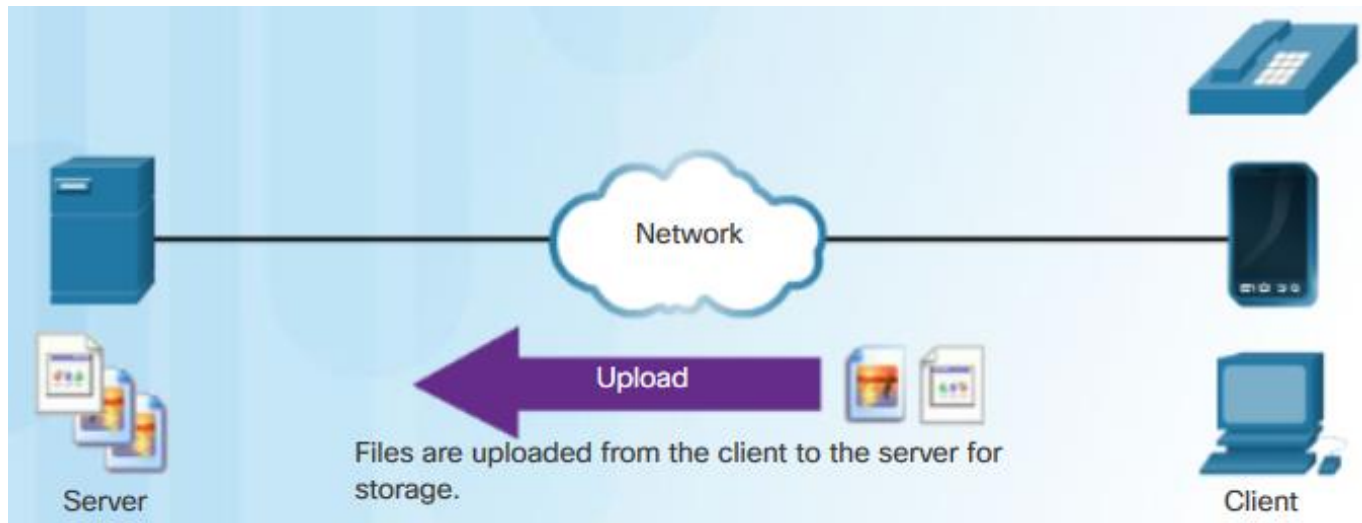 Network
Upload
Files are uploaded from the client to the server for
storage.
Server
Client